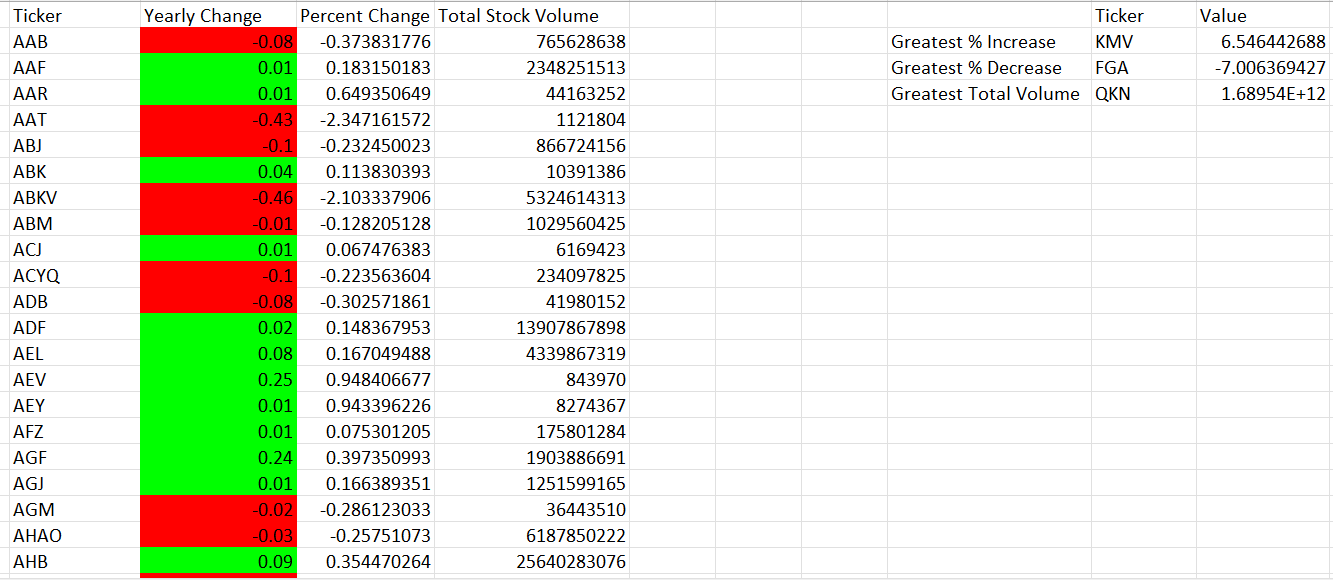 Ticker Yearly Change Percent Change Total Stock Volume Ticker Value
AAB -0.08 -0.373831776 765628638 Greatest % Increase KMV 6.546442688
AAF 0.01 0.183150183 2348251513 Greatest % Decrease FGA -7.006369427
AAR 0.01 0.649350649 44163252 Greatest Total Volume QKN 1.68954E+12
AAT -0.43 -2.347161572 1121804
ABJ -0.1 -0.232450023 866724156
ABK 0.04 0.113830393 10391386
ABKV -0.46 -2.103337906 5324614313
ABM -0.01 -0.128205128 1029560425
ACJ 0.01 0.067476383 6169423
ACYQ -0.1 -0.223563604 234097825
ADB -0.08 -0.302571861 41980152
ADF 0.02 0.148367953 13907867898
AEL 0.08 0.167049488 4339867319
AEV 0.25 0.948406677 843970
AEY 0.01 0.943396226 8274367
AFZ 0.01 0.075301205 175801284
AGF 0.24 0.397350993 1903886691
AGJ 0.01 0.166389351 1251599165
AGM -0.02 -0.286123033 36443510
AHAO -0.03 -0.25751073 6187850222
AHB 0.09 0.354470264 25640283076